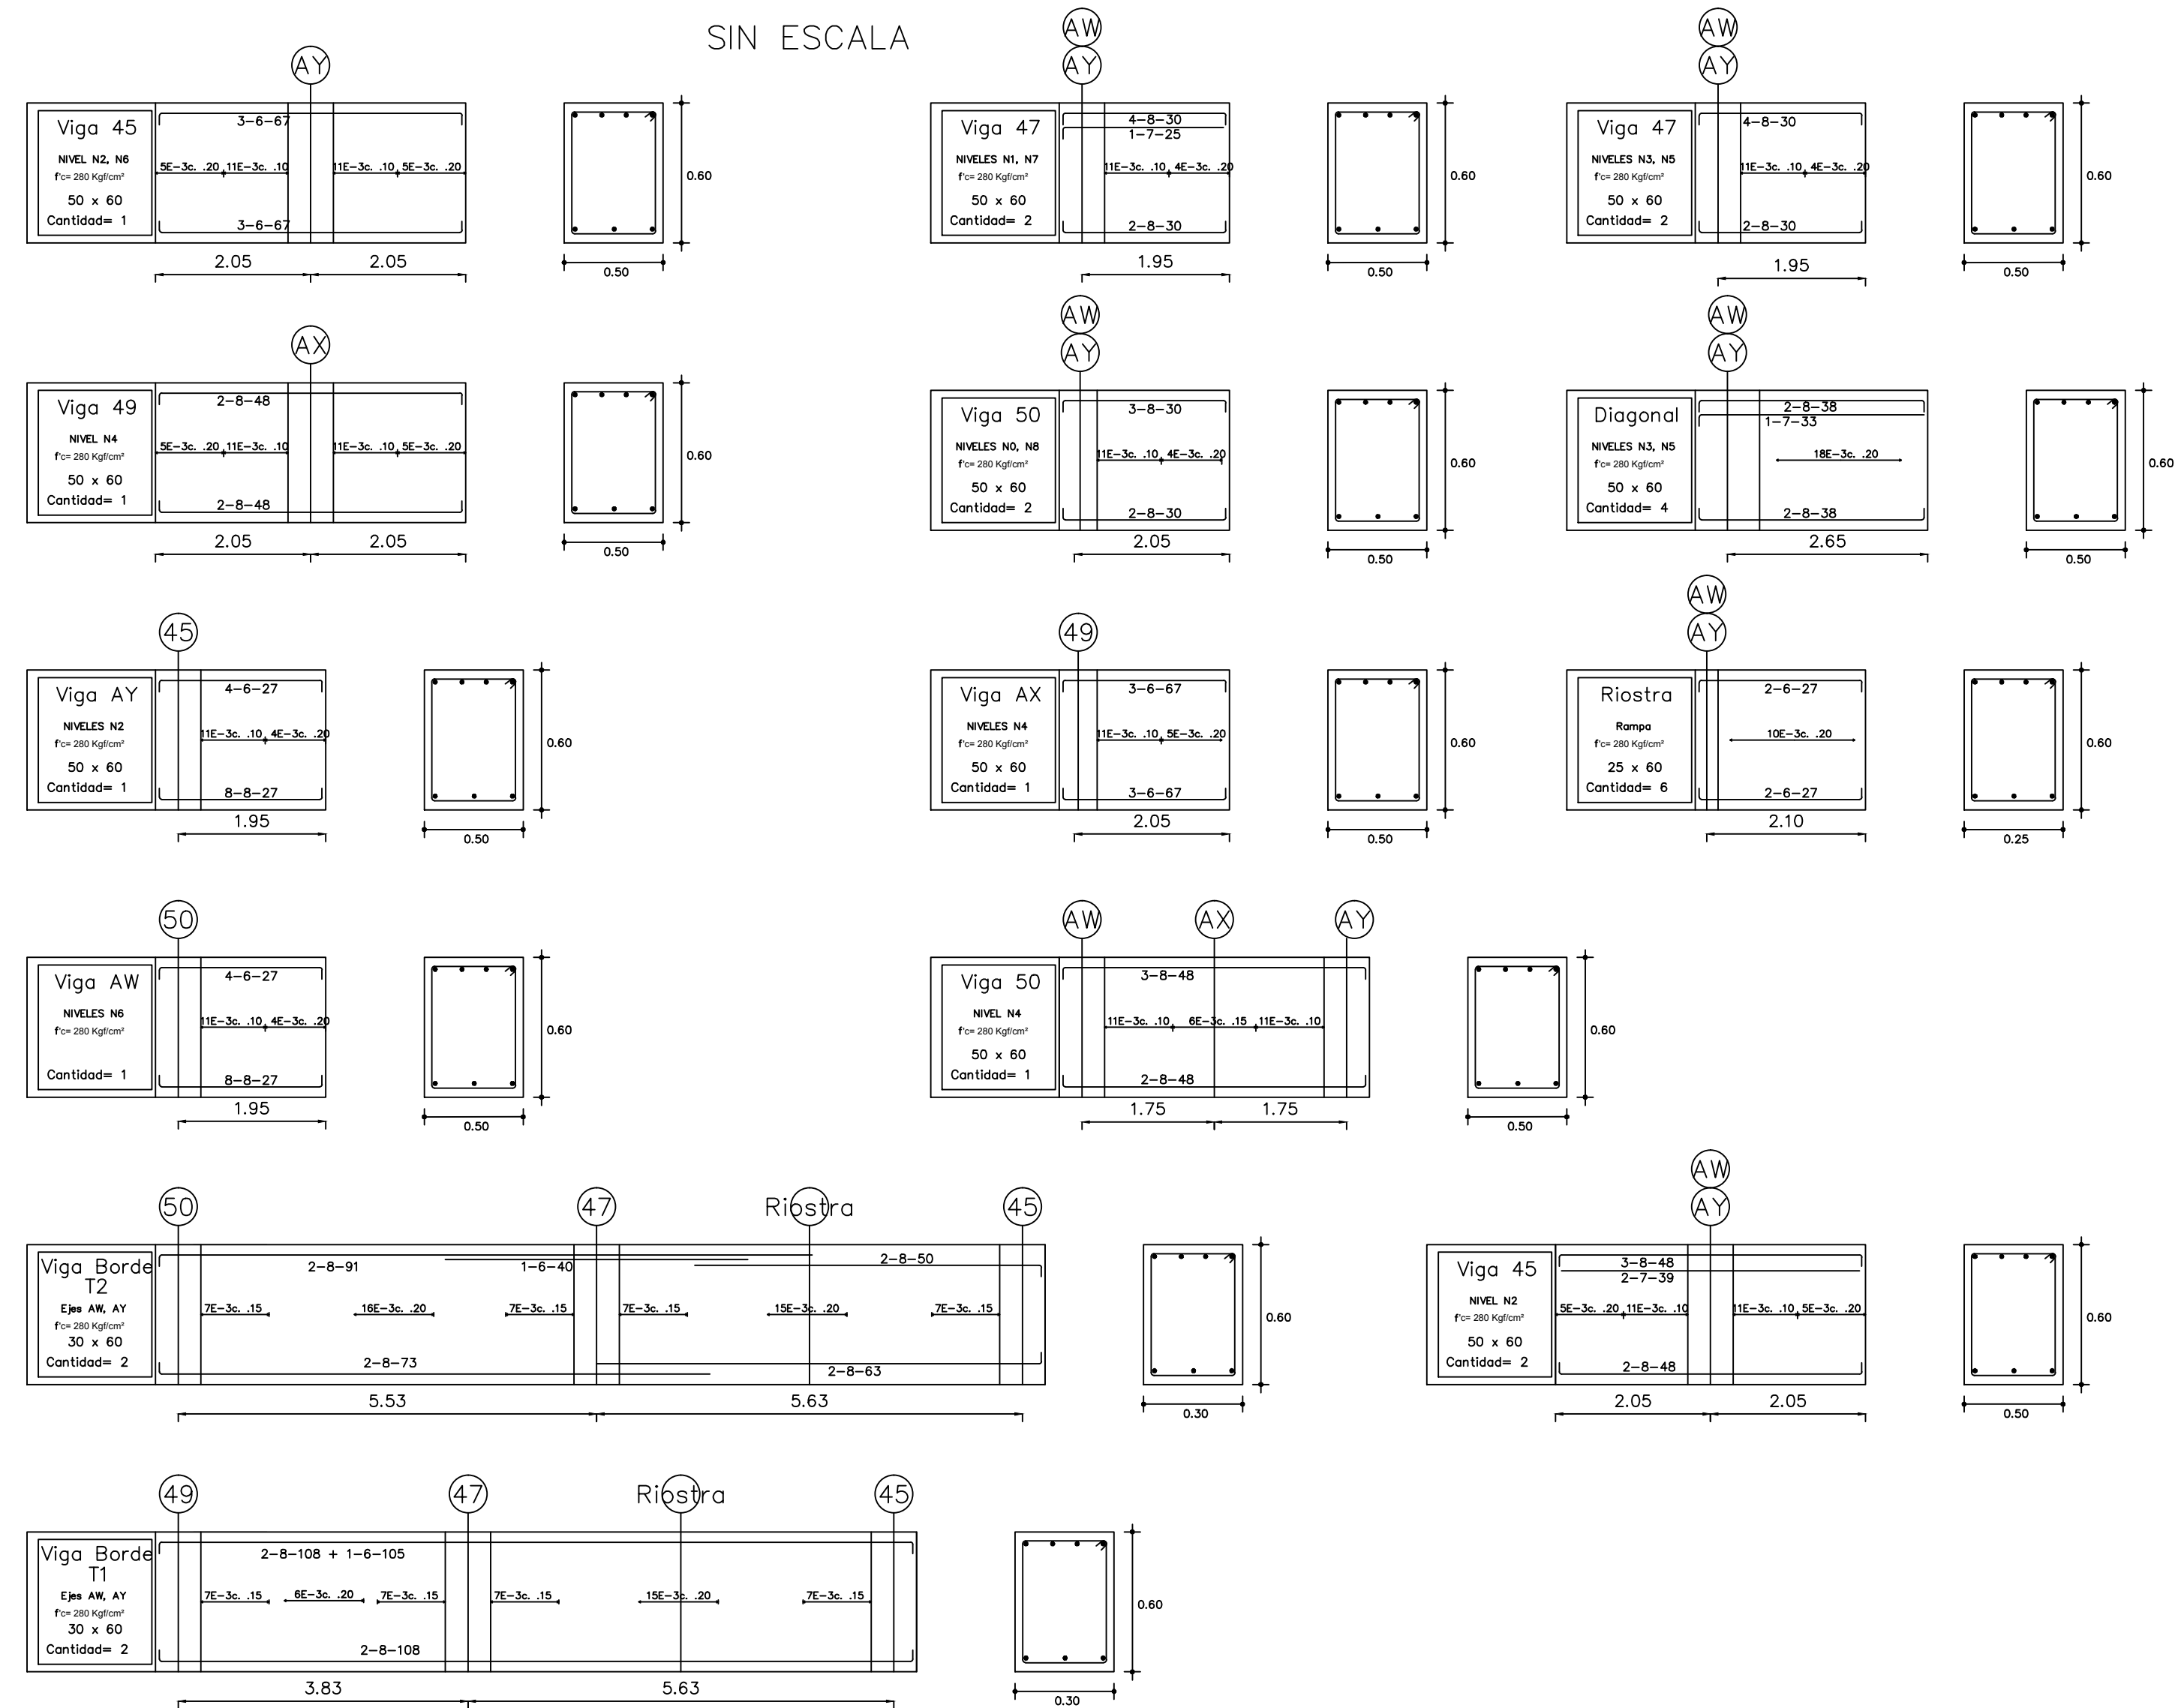 SIN ESCALA
AY
Viga 45
NIVEL N2, N6
f'c= 280 Kgf/cm²
50 x 60
Cantidad= 1
3-6-67
5E-3c. .20
11E-3c. .10
11E-3c. .10
5E-3c. .20
3-6-67
2.05
2.05
0.60
0.50
AW
AY
Viga 47
NIVELES N1, N7
f'c= 280 Kgf/cm²
50 x 60
Cantidad= 2
4-8-30
1-7-25
11E-3c. .10
4E-3c. .20
2-8-30
1.95
0.60
0.50
AW
AY
Viga 47
NIVELES N3, N5
f'c= 280 Kgf/cm²
50 x 60
Cantidad= 2
4-8-30
11E-3c. .10
4E-3c. .20
2-8-30
1.95
0.60
0.50
AX
Viga 49
NIVEL N4
f'c= 280 Kgf/cm²
50 x 60
Cantidad= 1
2-8-48
5E-3c. .20
11E-3c. .10
11E-3c. .10
5E-3c. .20
2-8-48
2.05
2.05
0.60
0.50
AW
AY
Viga 50
NIVELES N0, N8
f'c= 280 Kgf/cm²
50 x 60
Cantidad= 2
3-8-30
11E-3c. .10
4E-3c. .20
2-8-30
2.05
0.60
0.50
AW
AY
Diagonal
NIVELES N3, N5
f'c= 280 Kgf/cm²
50 x 60
Cantidad= 4
2-8-38
1-7-33
18E-3c. .20
2-8-38
2.65
0.60
0.50
45
Viga AY
NIVELES N2
f'c= 280 Kgf/cm²
50 x 60
Cantidad= 1
4-6-27
11E-3c. .10
4E-3c. .20
8-8-27
1.95
0.60
0.50
49
Viga AX
NIVELES N4
f'c= 280 Kgf/cm²
50 x 60
Cantidad= 1
3-6-67
11E-3c. .10
5E-3c. .20
3-6-67
2.05
0.60
0.50
AW
AY
Riostra
Rampa
f'c= 280 Kgf/cm²
25 x 60
Cantidad= 6
2-6-27
10E-3c. .20
2-6-27
2.10
0.60
0.25
50
Viga AW
NIVELES N6
f'c= 280 Kgf/cm²
Cantidad= 1
4-6-27
11E-3c. .10
4E-3c. .20
8-8-27
1.95
0.60
0.50
AW
AX
AY
Viga 50
NIVEL N4
f'c= 280 Kgf/cm²
50 x 60
Cantidad= 1
3-8-48
11E-3c. .10
6E-3c. .15
11E-3c. .10
2-8-48
1.75
1.75
0.60
0.50
50
47
Riostra
45
Viga Borde
T2
Ejes AW, AY
f'c= 280 Kgf/cm²
30 x 60
Cantidad= 2
2-8-91
1-6-40
2-8-50
7E-3c. .15
16E-3c. .20
7E-3c. .15
7E-3c. .15
15E-3c. .20
7E-3c. .15
2-8-73
2-8-63
5.53
5.63
0.60
0.30
AW
AY
Viga 45
NIVEL N2
f'c= 280 Kgf/cm²
50 x 60
Cantidad= 2
3-8-48
2-7-39
5E-3c. .20
11E-3c. .10
11E-3c. .10
5E-3c. .20
2-8-48
2.05
2.05
0.60
0.50
49
47
Riostra
45
Viga Borde
T1
Ejes AW, AY
f'c= 280 Kgf/cm²
30 x 60
Cantidad= 2
2-8-108 + 1-6-105
7E-3c. .15
6E-3c. .20
7E-3c. .15
7E-3c. .15
15E-3c. .20
7E-3c. .15
2-8-108
3.83
5.63
0.60
0.30